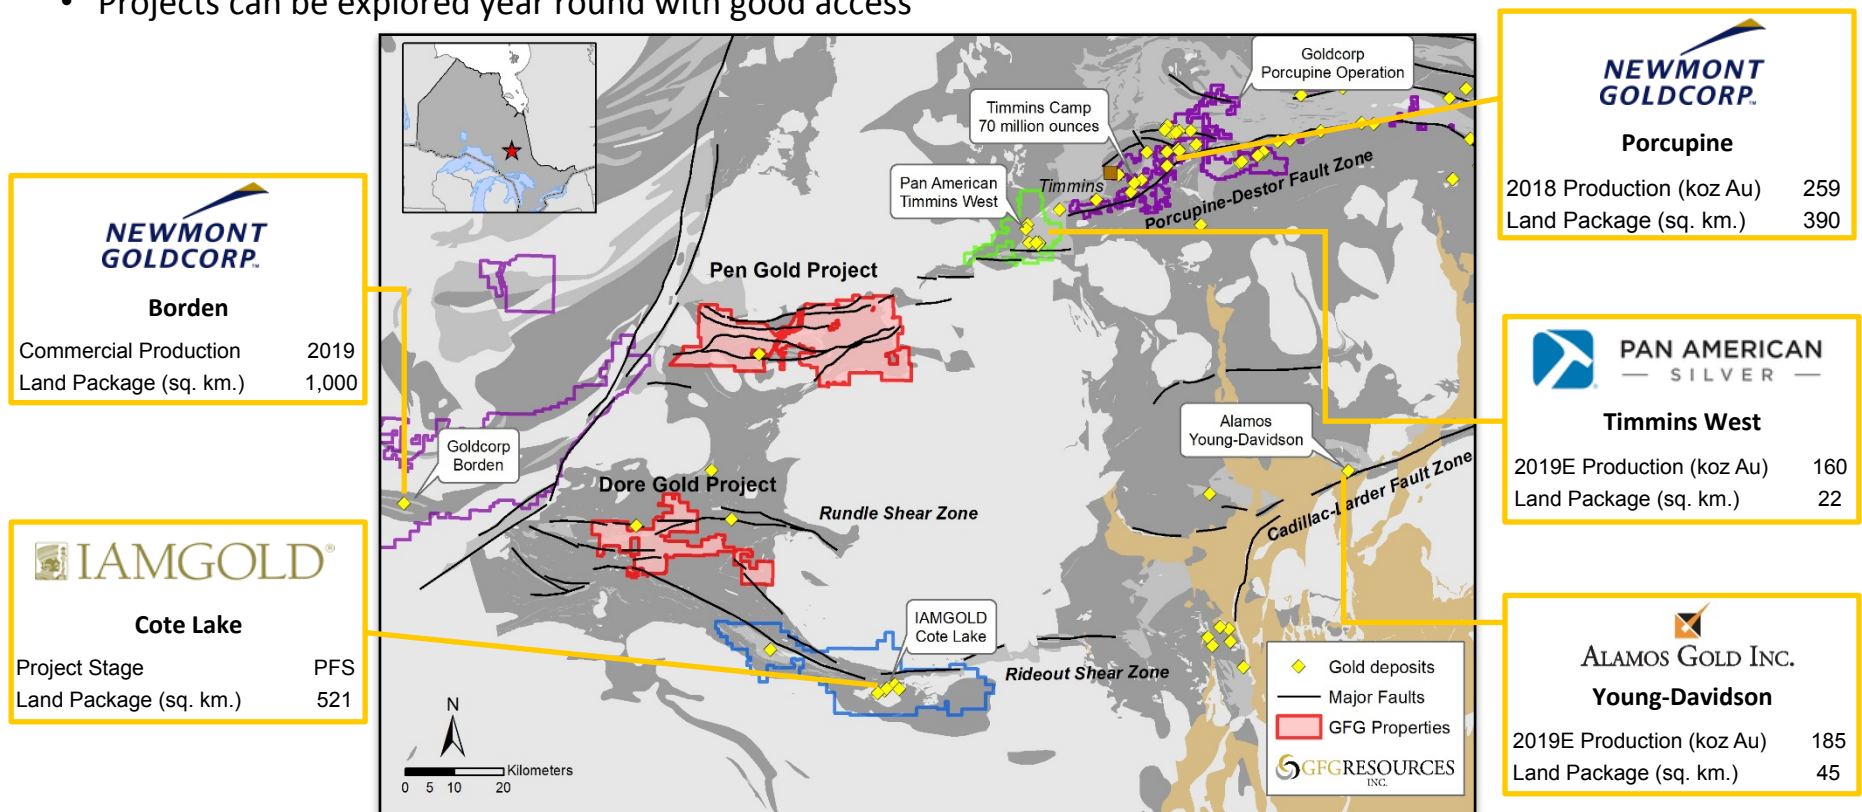 • Projects can be explored year round with good access
NEWMONT
GOLDCORP™
Borden
Commercial Production 2019
Land Package (sq. km.) 1,000
IAMGOLD®
Cote Lake
Project Stage PFS
Land Package (sq. km.) 521
Goldcorp
Porcupine Operation
Timmins Camp
70 million ounces
Pan American
Timmins West
Timmins
Porcupine-Destor Fault Zone
Pen Gold Project
Goldcorp
Borden
Dore Gold Project
Rundle Shear Zone
Alamos
Young-Davidson
Cadillac-Larder Fault Zone
IAMGOLD
Cote Lake
Rideout Shear Zone
N
Kilometers
0 5 10 20
Gold deposits
Major Faults
GFG Properties
GFGRESOURCES
INC.
NEWMONT
GOLDCORP™
Porcupine
2018 Production (koz Au) 259
Land Package (sq. km.) 390
PAN AMERICAN
— SILVER —
Timmins West
2019E Production (koz Au) 160
Land Package (sq. km.) 22
ALAMOS GOLD INC.
Young-Davidson
2019E Production (koz Au) 185
Land Package (sq. km.) 45